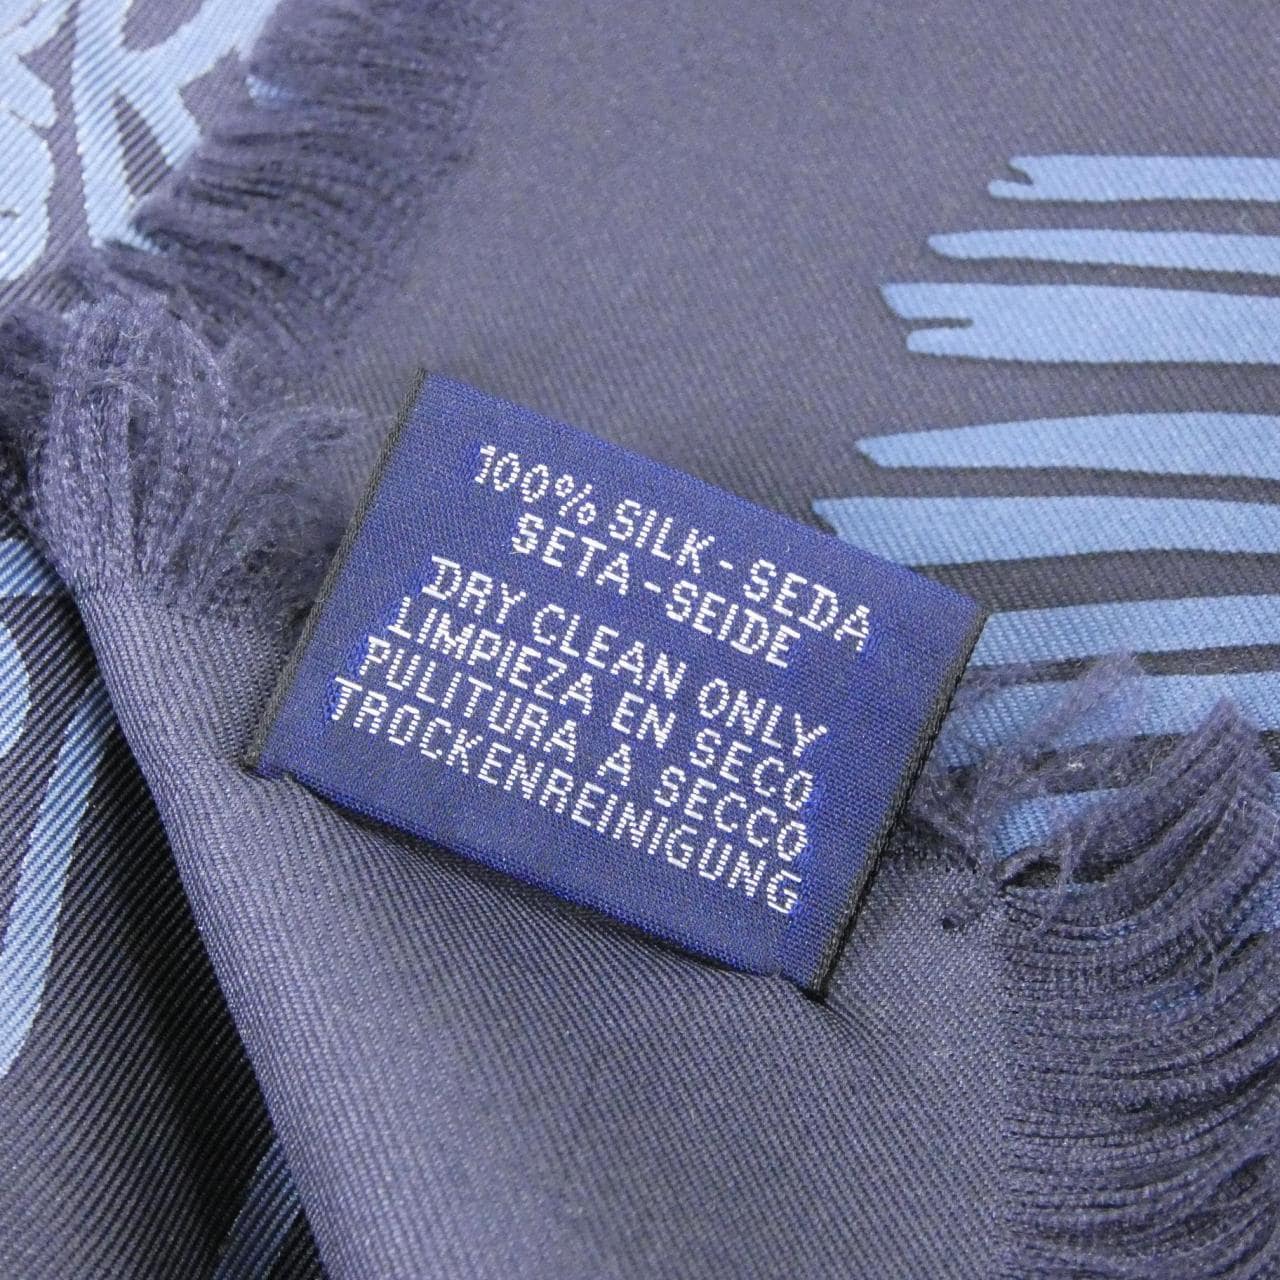 100% SILK-SEDA
SETA-SEIDE
DRY CLEAN ONLY
LIMPIEZA EN SECO
PULITURA A SECCO
TROCKENREINIGUNG